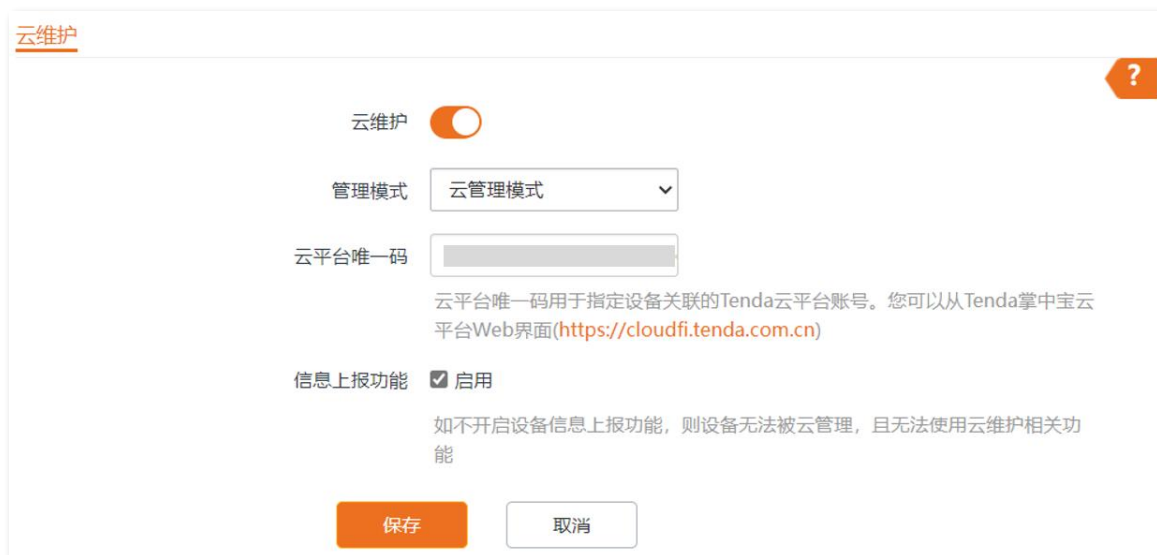 云维护
?
云维护
管理模式 云管理模式
云平台唯一码
云平台唯一码用于指定设备关联的Tenda云平台账号。您可以从Tenda掌中宝云
平台Web界面(https://cloudfi.tenda.com.cn)
信息上报功能 启用
如不开启设备信息上报功能，则设备无法被云管理，且无法使用云维护相关功
能
保存 取消